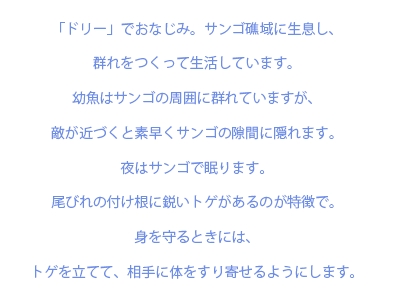 「ドリー」でおなじみ。サンゴ礁域に生息し、
群れをつくって生活しています。
幼魚はサンゴの周囲に群れていますが、
敵が近づくと素早くサンゴの隙間に隠れます。
夜はサンゴで眠ります。
尾びれの付け根に鋭いトゲがあるのが特徴で。
身を守るときには、
トゲを立てて、相手に体をすり寄せるようにします。